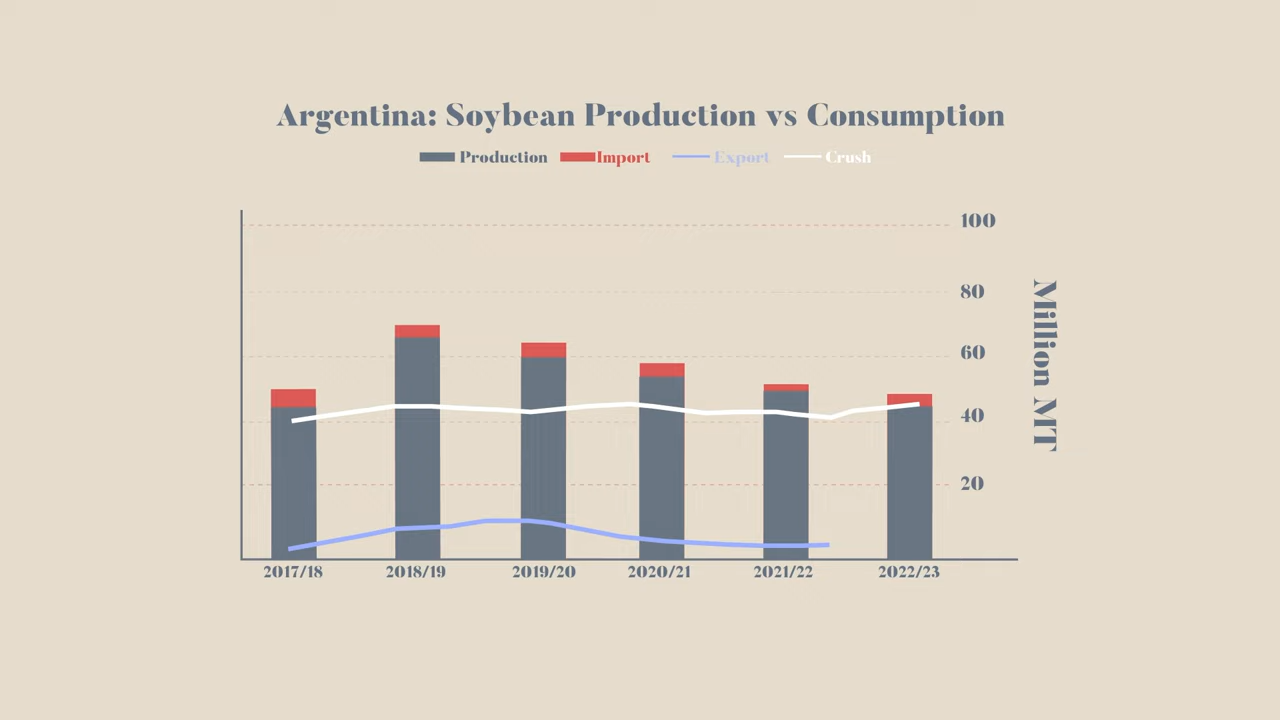 Argentina: Soybean Production vs Consumption
Production Import Export Crush
100
80
60
40
20
Million MT
2017/18 2018/19 2019/20 2020/21 2021/22 2022/23